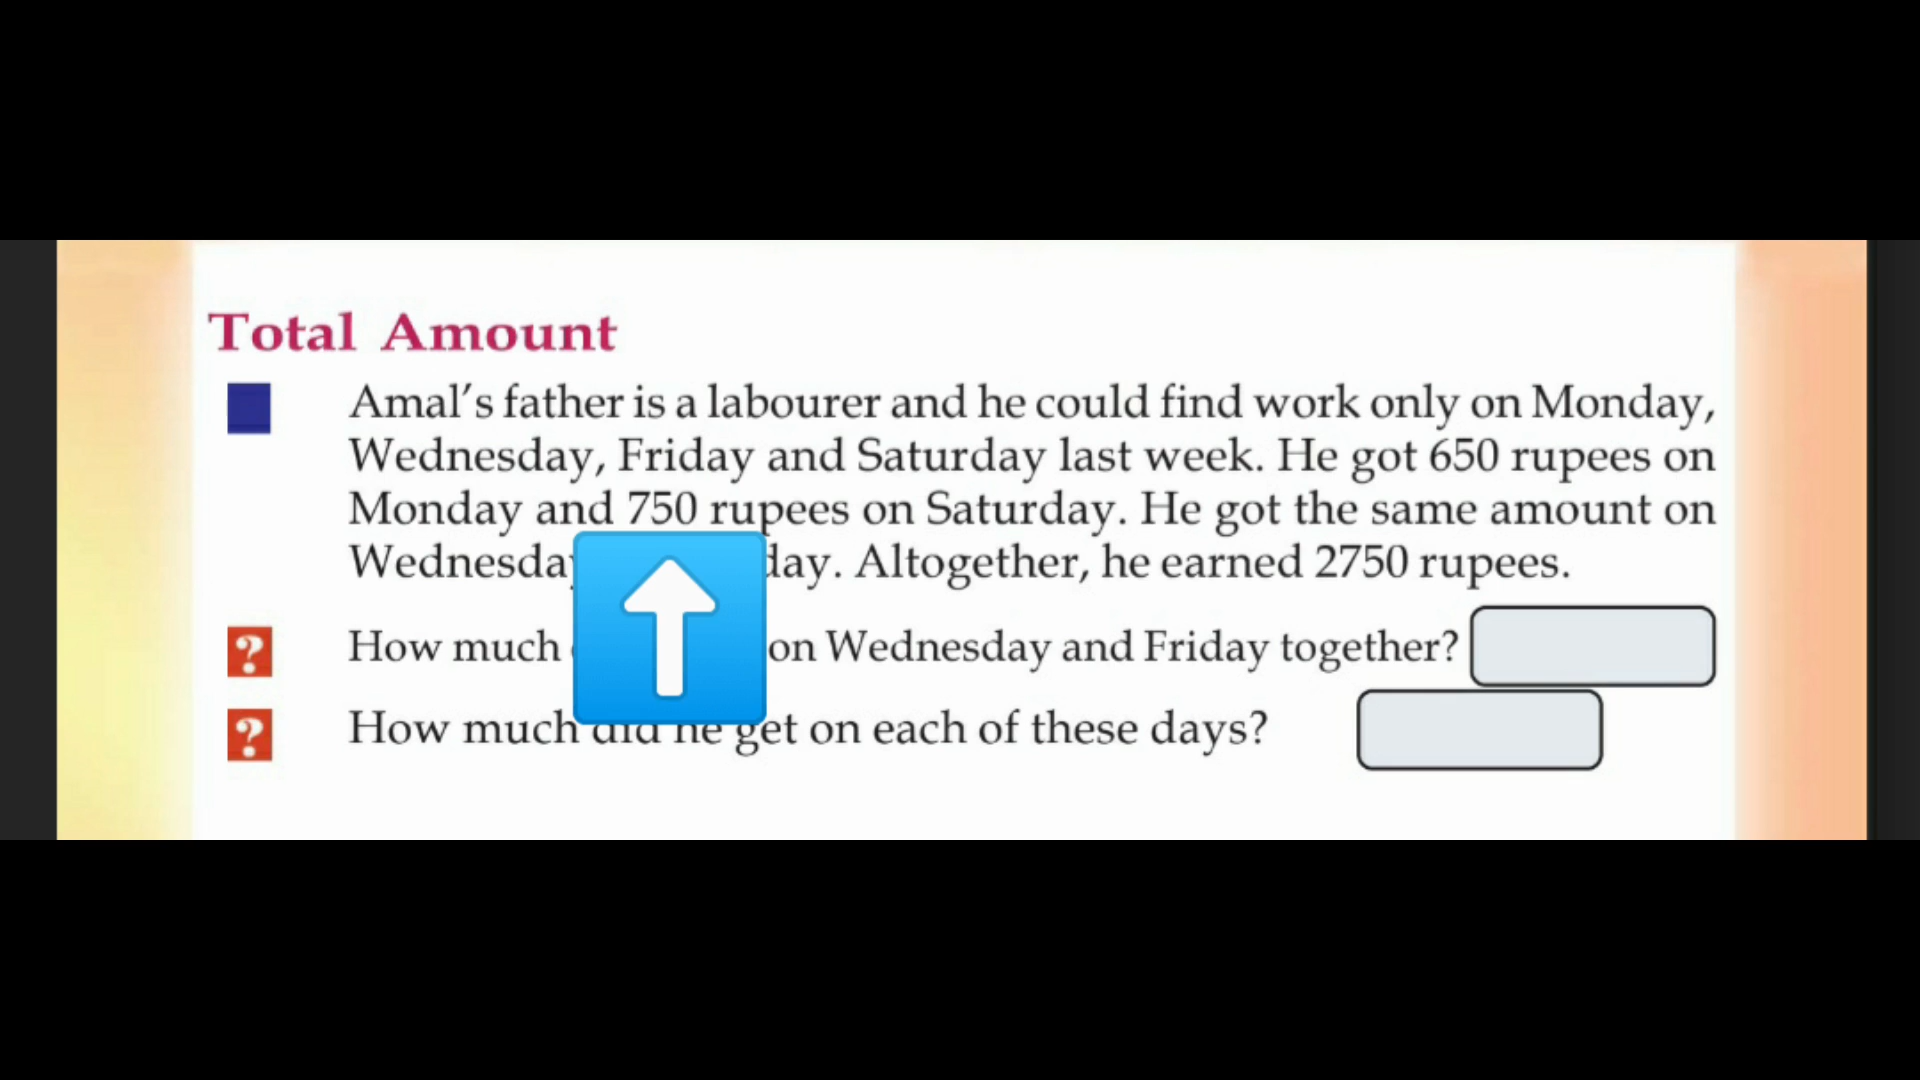 Total Amount
Amal's father is a labourer and he could find work only on Monday,
Wednesday, Friday and Saturday last week. He got 650 rupees on
Monday and 750 rupees on Saturday. He got the same amount on
Wednesday day. Altogether, he earned 2750 rupees.
? How much on Wednesday and Friday together?
? How much did he get on each of these days?